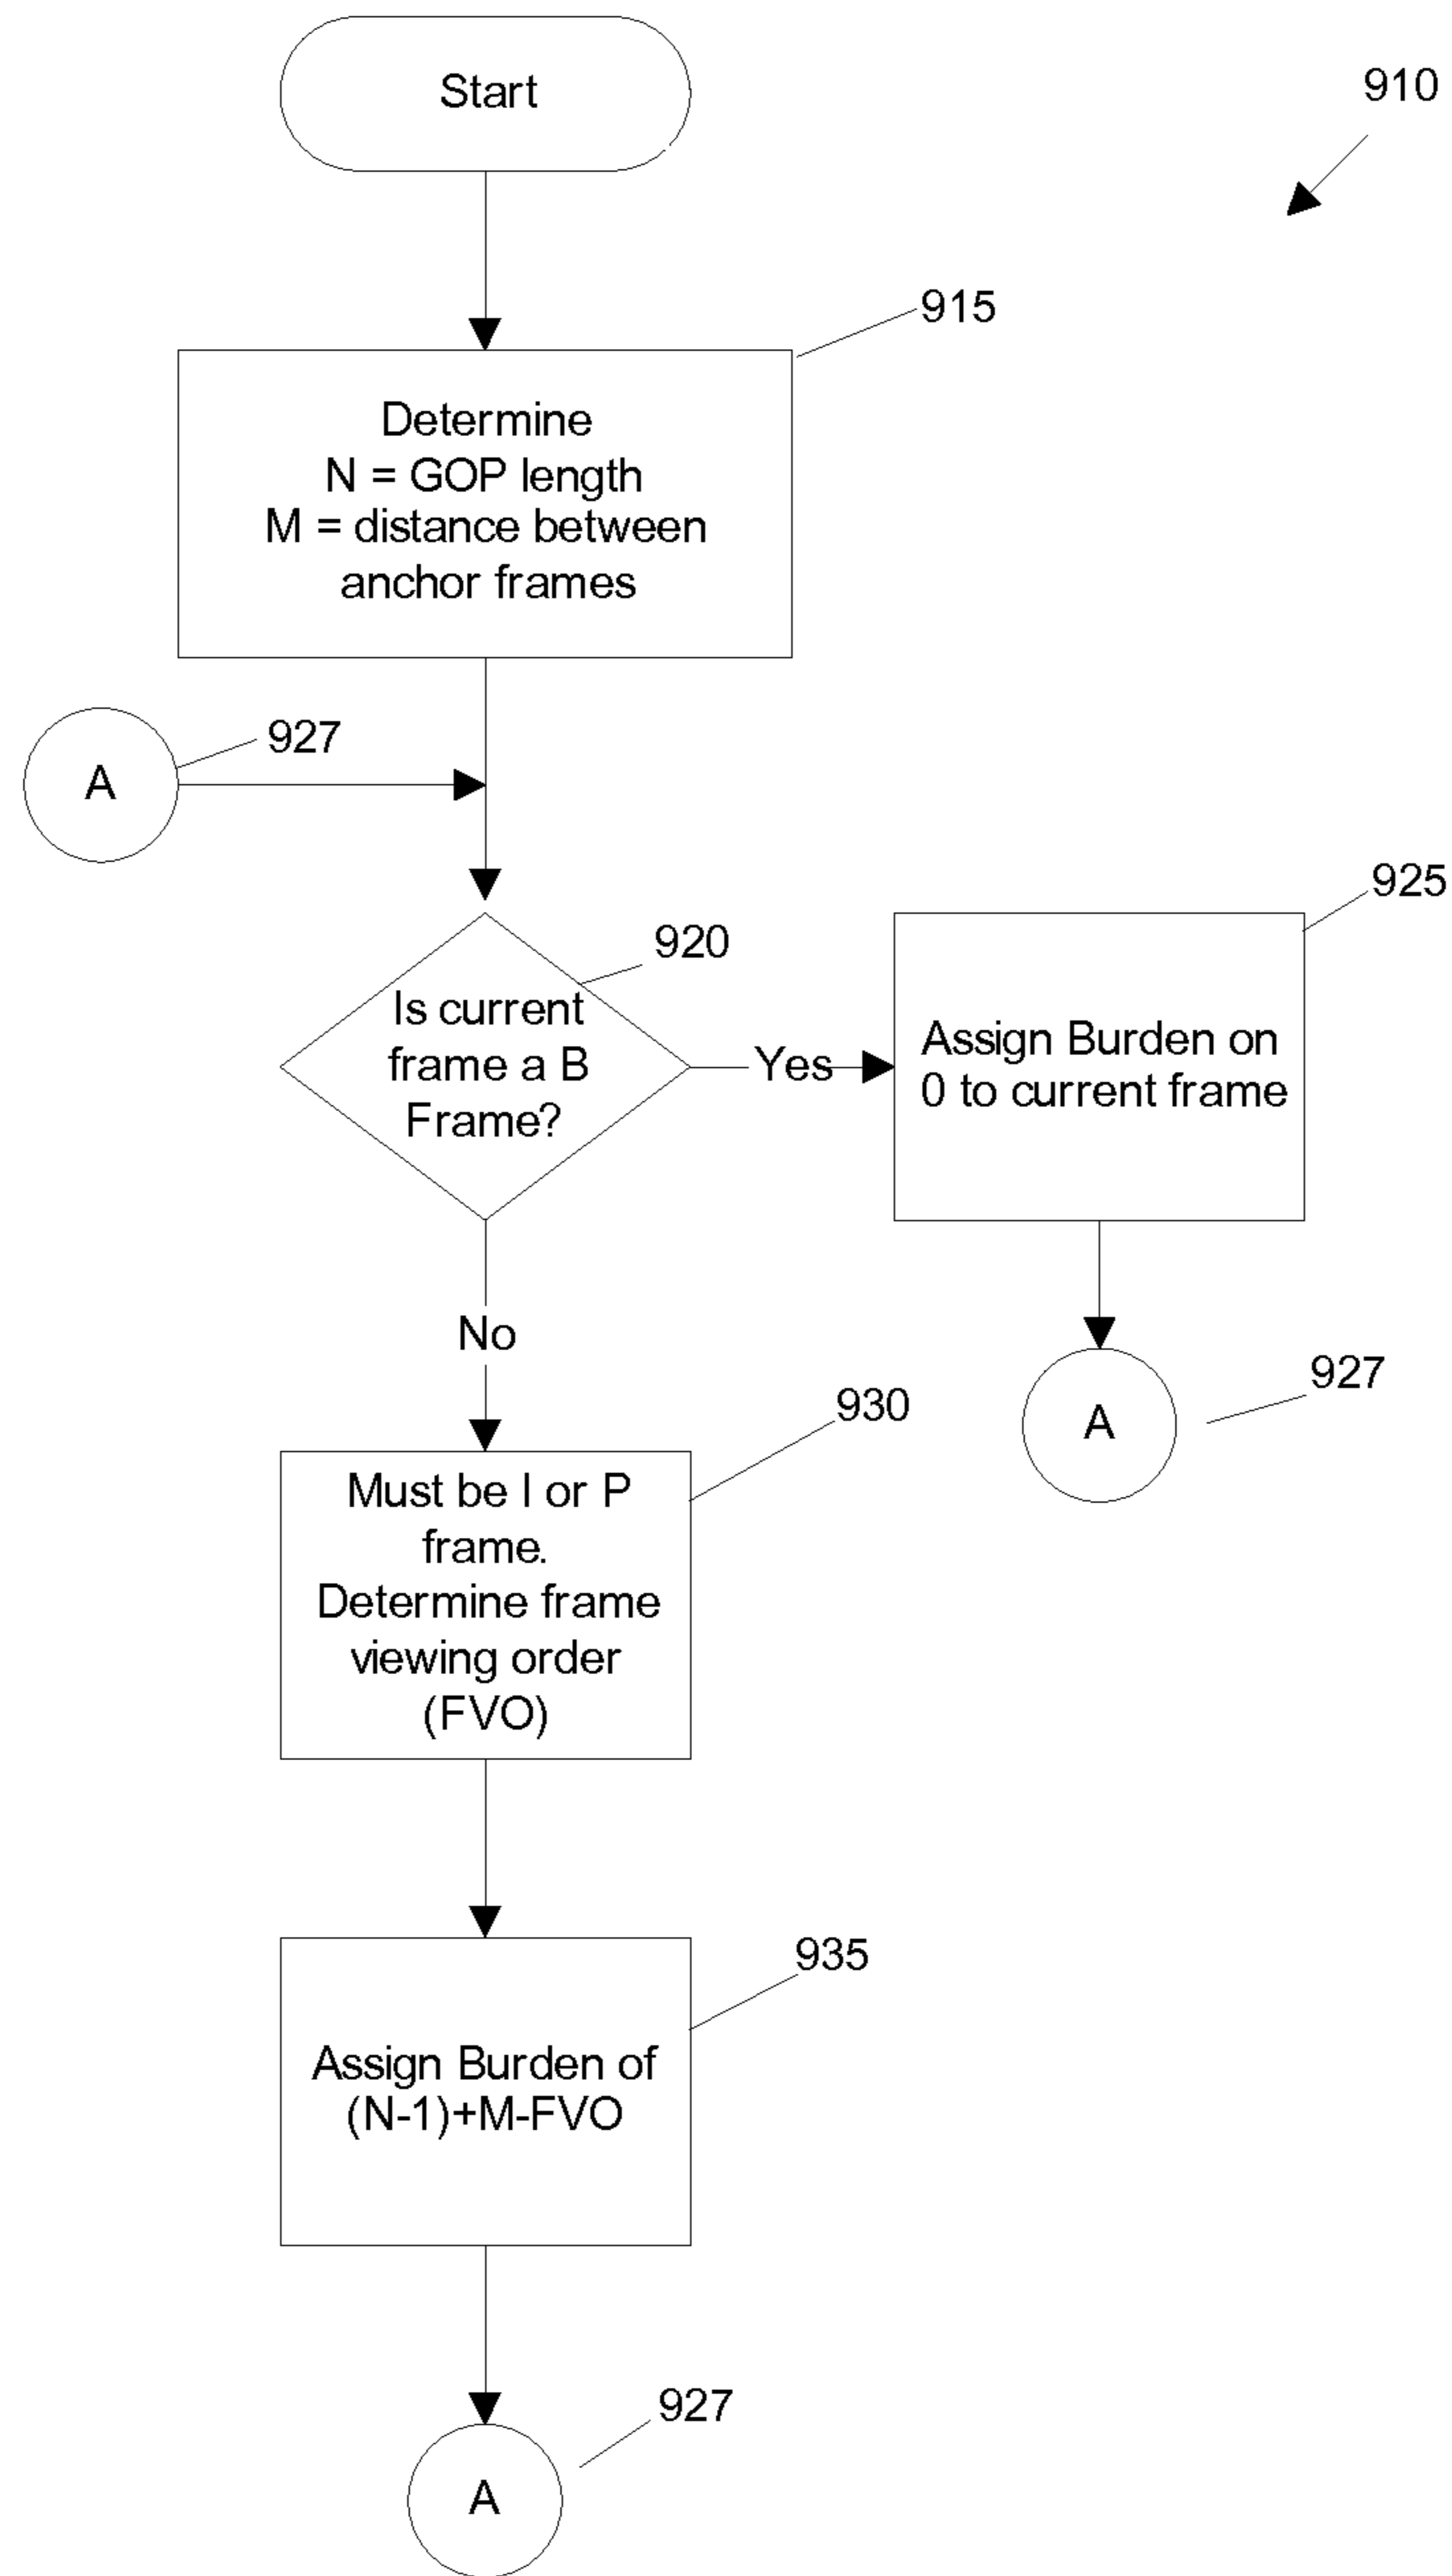 Start
910
915
Determine
N = GOP length
M = distance between
anchor frames
927
A
925
920
Is current
frame a B
Frame?
Yes
Assign Burden on
0 to current frame
No
927
A
930
Must be I or P
frame.
Determine frame
viewing order
(FVO)
935
Assign Burden of
(N-1)+M-FVO
927
A